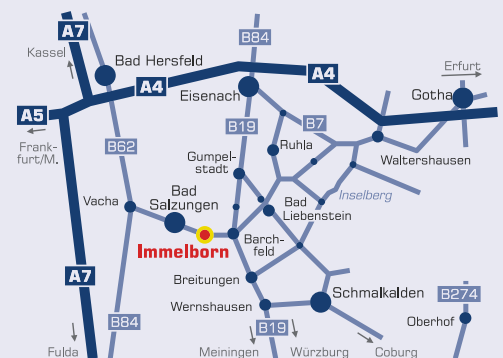 A7
B84
Kassel
Bad Hersfeld
Erfurt
A4
A4
Eisenach
Gotha
A5
B19
B7
Frank-
furt/M.
B62
Ruhla
Waltershausen
Gumpel-
stadt
Inselberg
Vacha
Bad
Salzungen
Bad
Liebenstein
Immelborn
Barch-
feld
A7
Breitungen
B274
Wernshausen
Schmalkalden
B84
B19
Oberhof
Fulda
Meiningen
Würzburg
Coburg